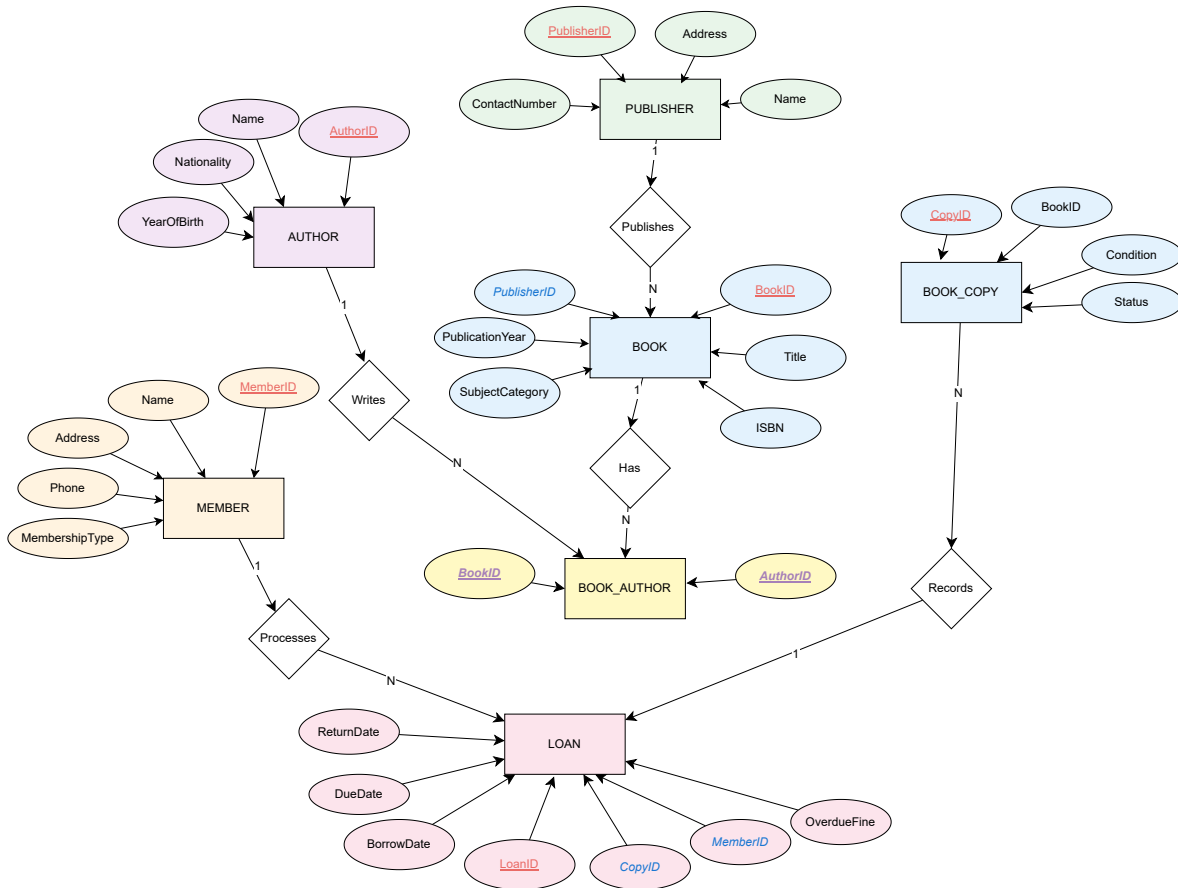 PublisherID
Address
ContactNumber
Name
PUBLISHER
1
Publishes
N
Name
AuthorID
Nationality
YearOfBirth
AUTHOR
1
Writes
N
CopyID
BookID
Condition
Status
BOOK_COPY
N
Records
1
PublisherID
BookID
PublicationYear
Title
SubjectCategory
ISBN
BOOK
1
Has
N
Name
MemberID
Address
Phone
MembershipType
MEMBER
1
Processes
N
BookID
AuthorID
BOOK_AUTHOR
LOAN
ReturnDate
DueDate
BorrowDate
LoanID
CopyID
MemberID
OverdueFine